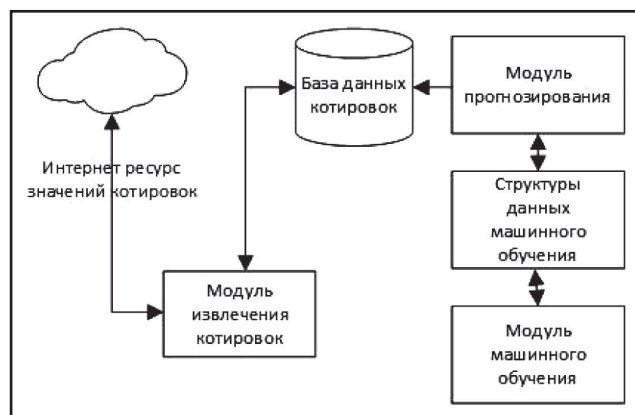 База данных
котировок
Модуль
прогнозирования
Интернет ресурс
значений котировок
Структуры
данных
машинного
обучения
Модуль
извлечения
котировок
Модуль
машинного
обучения